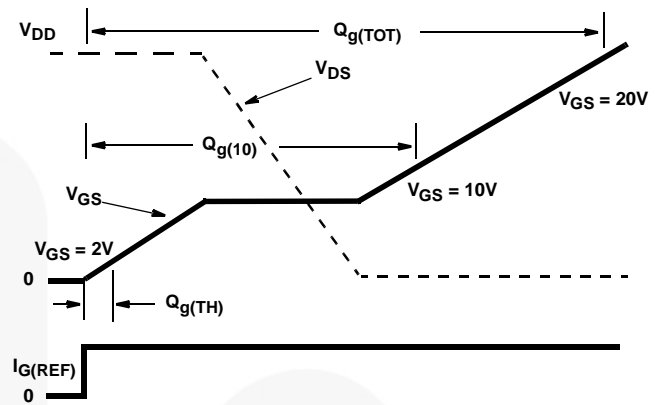 V_DD
Q_g(TOT)
V_DS
V_GS = 20V
Q_g(10)
V_GS
V_GS = 10V
V_GS = 2V
0
Q_g(TH)
I_G(REF)
0